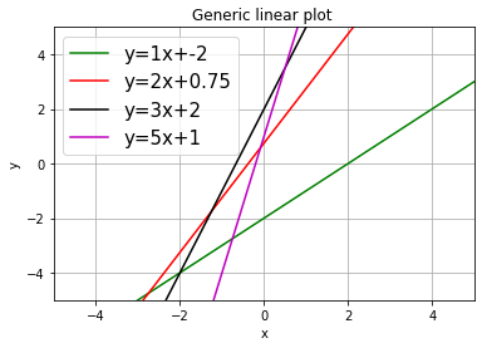 Generic linear plot
y=1x+-2
y=2x+0.75
y=3x+2
y=5x+1
4
2
0
−2
−4
y
−4 −2 0 2 4
x